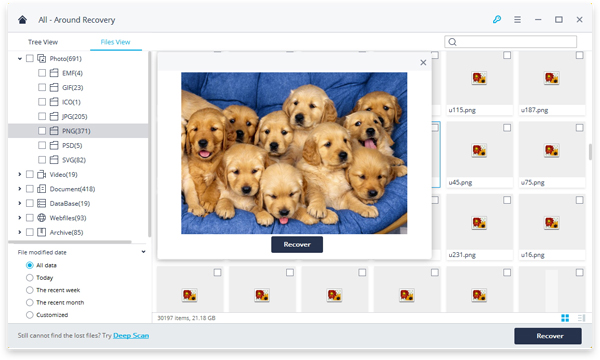 All - Around Recovery
Tree View
Files View
Photo(691)
EMF(4)
GIF(23)
ICO(1)
JPG(205)
PNG(371)
PSD(5)
SVG(82)
Video(19)
Document(418)
DataBase(19)
Webfiles(93)
Archive(85)
File modified date
All data
Today
The recent week
The recent month
Customized
Recover
u115.png
u187.png
u45.png
u75.png
u231.png
u16.png
30197 items, 21.18 GB
Still cannot find the lost files? Try Deep Scan
Recover